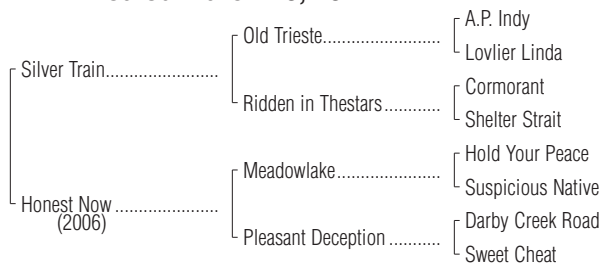 A.P. Indy
Old Trieste
Lovlier Linda
Silver Train
Cormorant
Ridden in Thestars
Shelter Strait
Hold Your Peace
Meadowlake
Suspicious Native
Honest Now
(2006)
Darby Creek Road
Pleasant Deception
Sweet Cheat